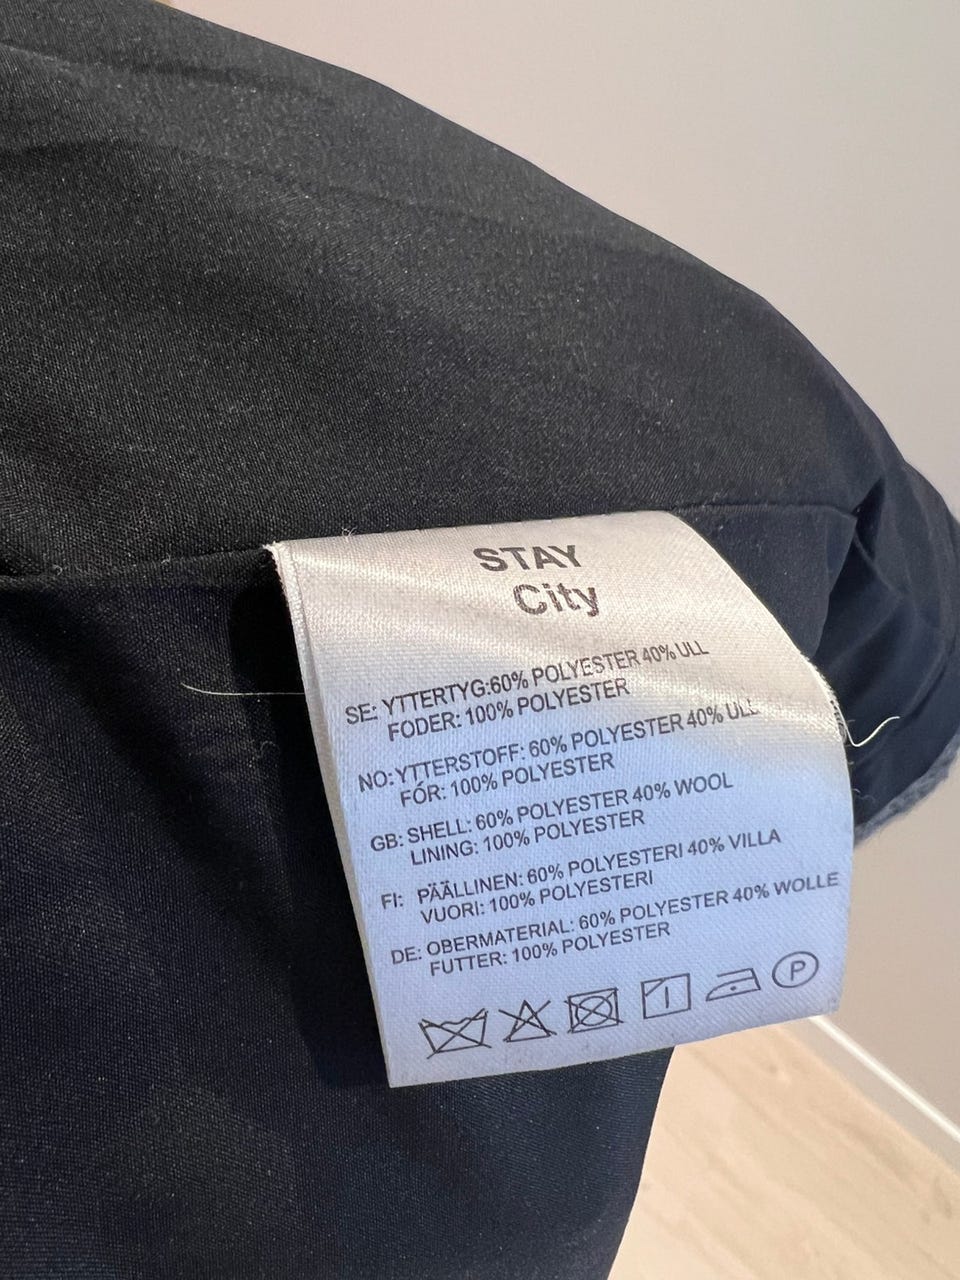 STAY
City
SE: YTTERTYG:60% POLYESTER 40% ULL
FODER: 100% POLYESTER
NO: YTTERSTOFF: 60% POLYESTER 40% ULL
FÓR: 100% POLYESTER
GB: SHELL: 60% POLYESTER 40% WOOL
LINING: 100% POLYESTER
FI: PÄÄLLINEN: 60% POLYESTERI 40% VILLA
VUORI: 100% POLYESTERI
DE: OBERMATERIAL: 60% POLYESTER 40% WOLLE
FUTTER: 100% POLYESTER
P